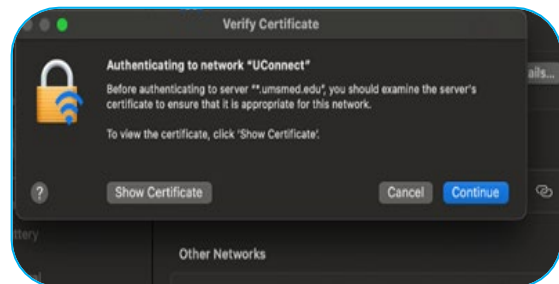 Verify Certificate
Authenticating to network "UConnect"
Before authenticating to server "*.umsmed.edu", you should examine the server's
certificate to ensure that it is appropriate for this network.
To view the certificate, click 'Show Certificate'.
ails...
?
Show Certificate
Cancel
Continue
ttery
Other Networks